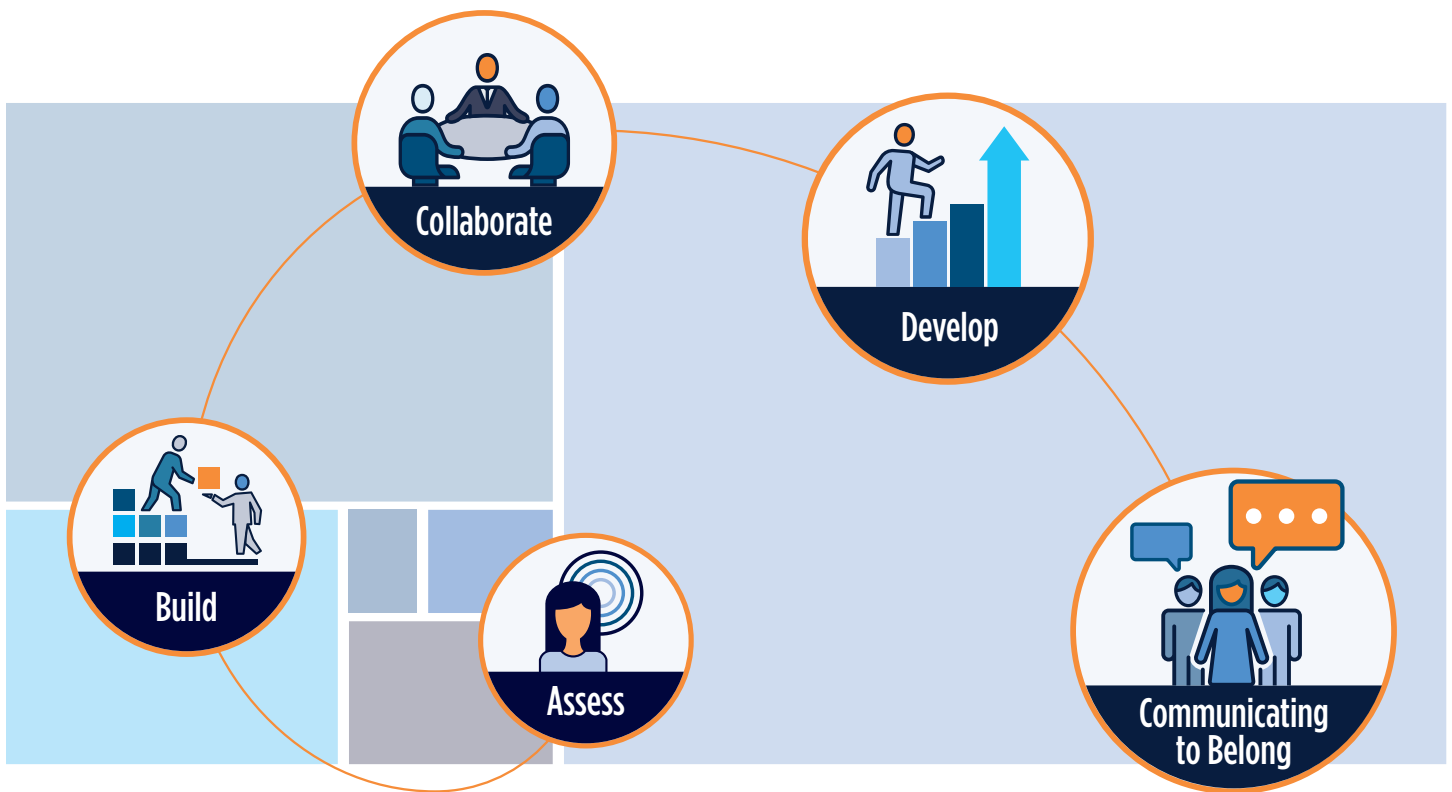 Collaborate
Develop
Build
Assess
Communicating
to Belong